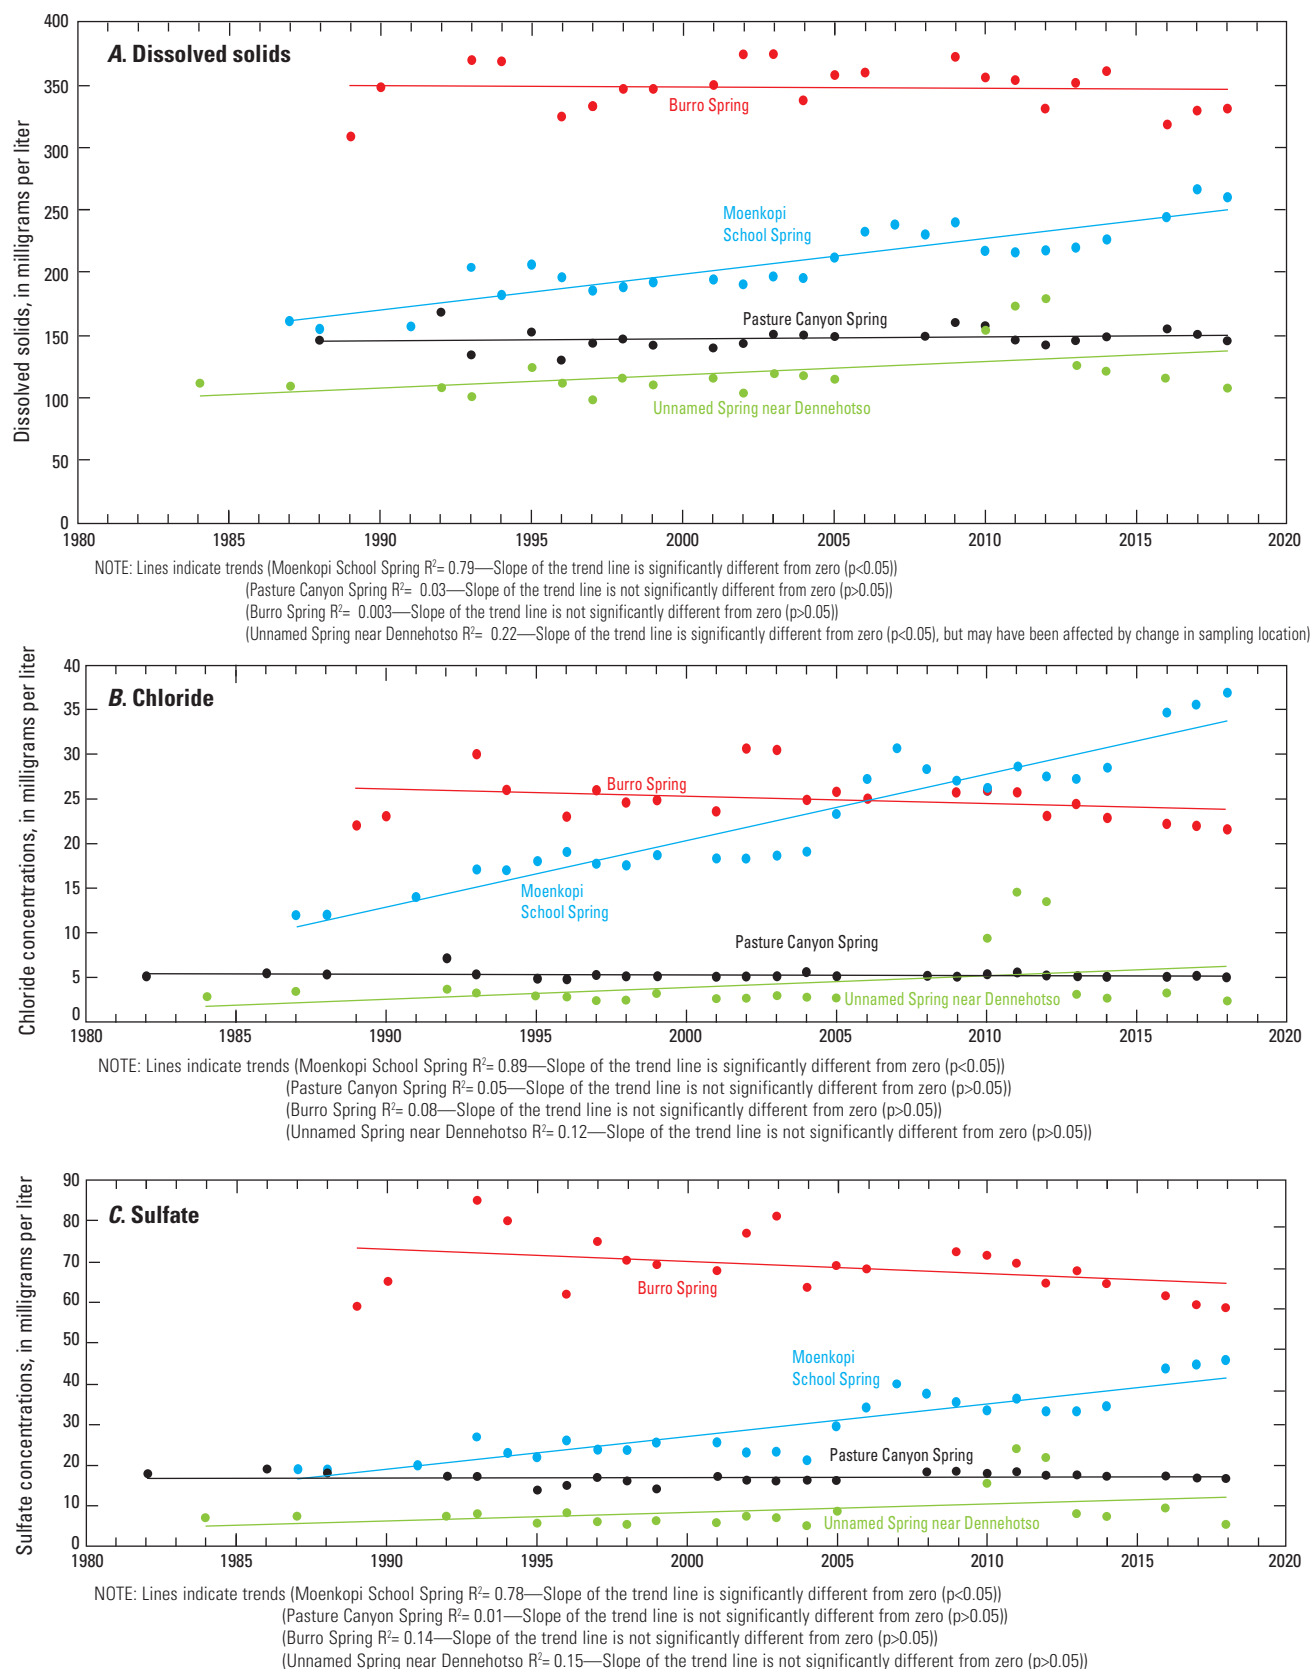 A. Dissolved solids
Dissolved solids, in milligrams per liter
400
350
300
250
200
150
100
50
0
Burro Spring
Moenkopi
School Spring
Pasture Canyon Spring
Unnamed Spring near Dennehotso
1980 1985 1990 1995 2000 2005 2010 2015 2020
NOTE: Lines indicate trends (Moenkopi School Spring R²= 0.79—Slope of the trend line is significantly different from zero (p<0.05))
(Pasture Canyon Spring R²= 0.03—Slope of the trend line is not significantly different from zero (p>0.05))
(Burro Spring R²= 0.003—Slope of the trend line is not significantly different from zero (p>0.05))
(Unnamed Spring near Dennehotso R²= 0.22—Slope of the trend line is significantly different from zero (p<0.05), but may have been affected by change in sampling location)
B. Chloride
Chloride concentrations, in milligrams per liter
40
35
30
25
20
15
10
5
0
Burro Spring
Moenkopi
School Spring
Pasture Canyon Spring
Unnamed Spring near Dennehotso
1980 1985 1990 1995 2000 2005 2010 2015 2020
NOTE: Lines indicate trends (Moenkopi School Spring R²= 0.89—Slope of the trend line is significantly different from zero (p<0.05))
(Pasture Canyon Spring R²= 0.05—Slope of the trend line is not significantly different from zero (p>0.05))
(Burro Spring R²= 0.08—Slope of the trend line is not significantly different from zero (p>0.05))
(Unnamed Spring near Dennehotso R²= 0.12—Slope of the trend line is not significantly different from zero (p>0.05))
C. Sulfate
Sulfate concentrations, in milligrams per liter
90
80
70
60
50
40
30
20
10
0
Burro Spring
Moenkopi
School Spring
Pasture Canyon Spring
Unnamed Spring near Dennehotso
1980 1985 1990 1995 2000 2005 2010 2015 2020
NOTE: Lines indicate trends (Moenkopi School Spring R²= 0.78—Slope of the trend line is significantly different from zero (p<0.05))
(Pasture Canyon Spring R²= 0.01—Slope of the trend line is not significantly different from zero (p>0.05))
(Burro Spring R²= 0.14—Slope of the trend line is not significantly different from zero (p>0.05))
(Unnamed Spring near Dennehotso R²= 0.15—Slope of the trend line is not significantly different from zero (p>0.05))